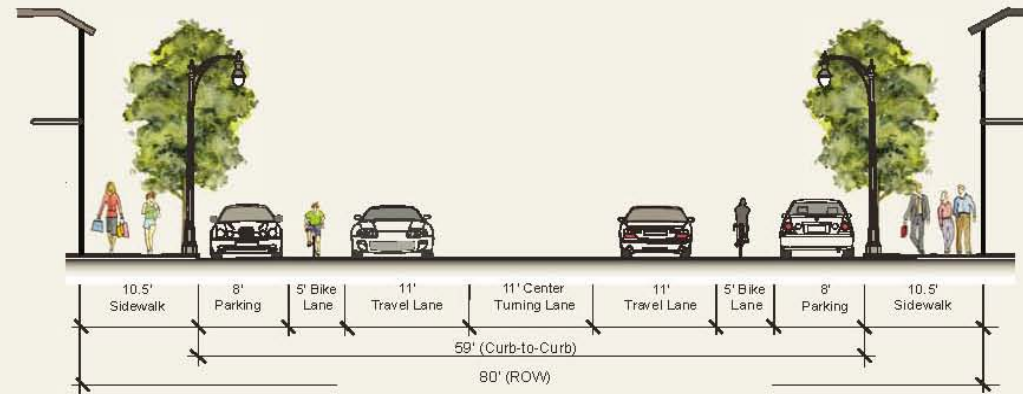 10.5'
Sidewalk
8'
Parking
5' Bike
Lane
11'
Travel Lane
11' Center
Turning Lane
11'
Travel Lane
5' Bike
Lane
8'
Parking
10.5'
Sidewalk
59' (Curb-to-Curb)
80' (ROW)